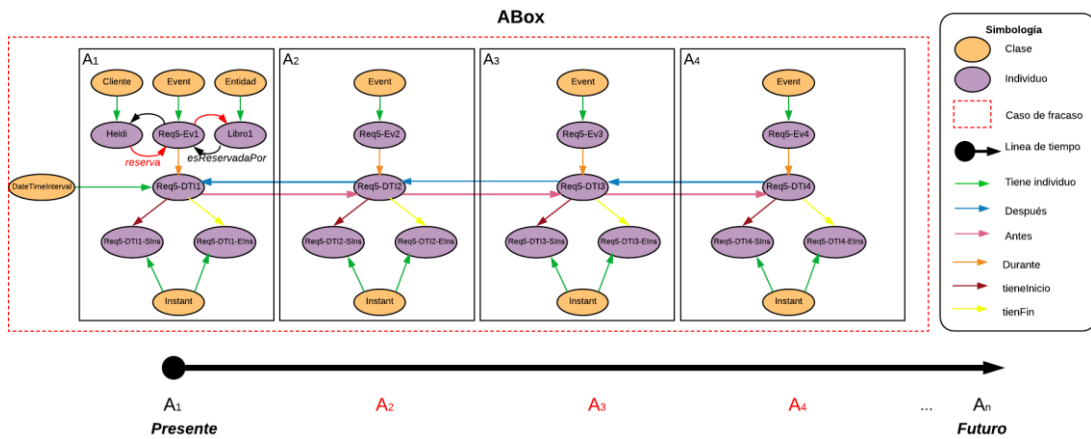 ABox
A1
A2
A3
A4
Cliente
Event
Entidad
Event
Event
Event
Heidi
Req5-Ev1
Libro1
Req5-Ev2
Req5-Ev3
Req5-Ev4
reserva
esReservadaPor
DateTimeInterval
Req5-DTI1
Req5-DTI2
Req5-DTI3
Req5-DTI4
Req5-DTI1-SIns
Req5-DTI1-EIns
Req5-DTI2-SIns
Req5-DTI2-EIns
Req5-DTI3-SIns
Req5-DTI3-EIns
Req5-DTI4-SIns
Req5-DTI4-EIns
Instant
Instant
Instant
Instant
Simbología
Clase
Individuo
Caso de fracaso
Linea de tiempo
Tiene individuo
Después
Antes
Durante
tieneInicio
tienFin
A1
A2
A3
A4
...
An
Presente
Futuro